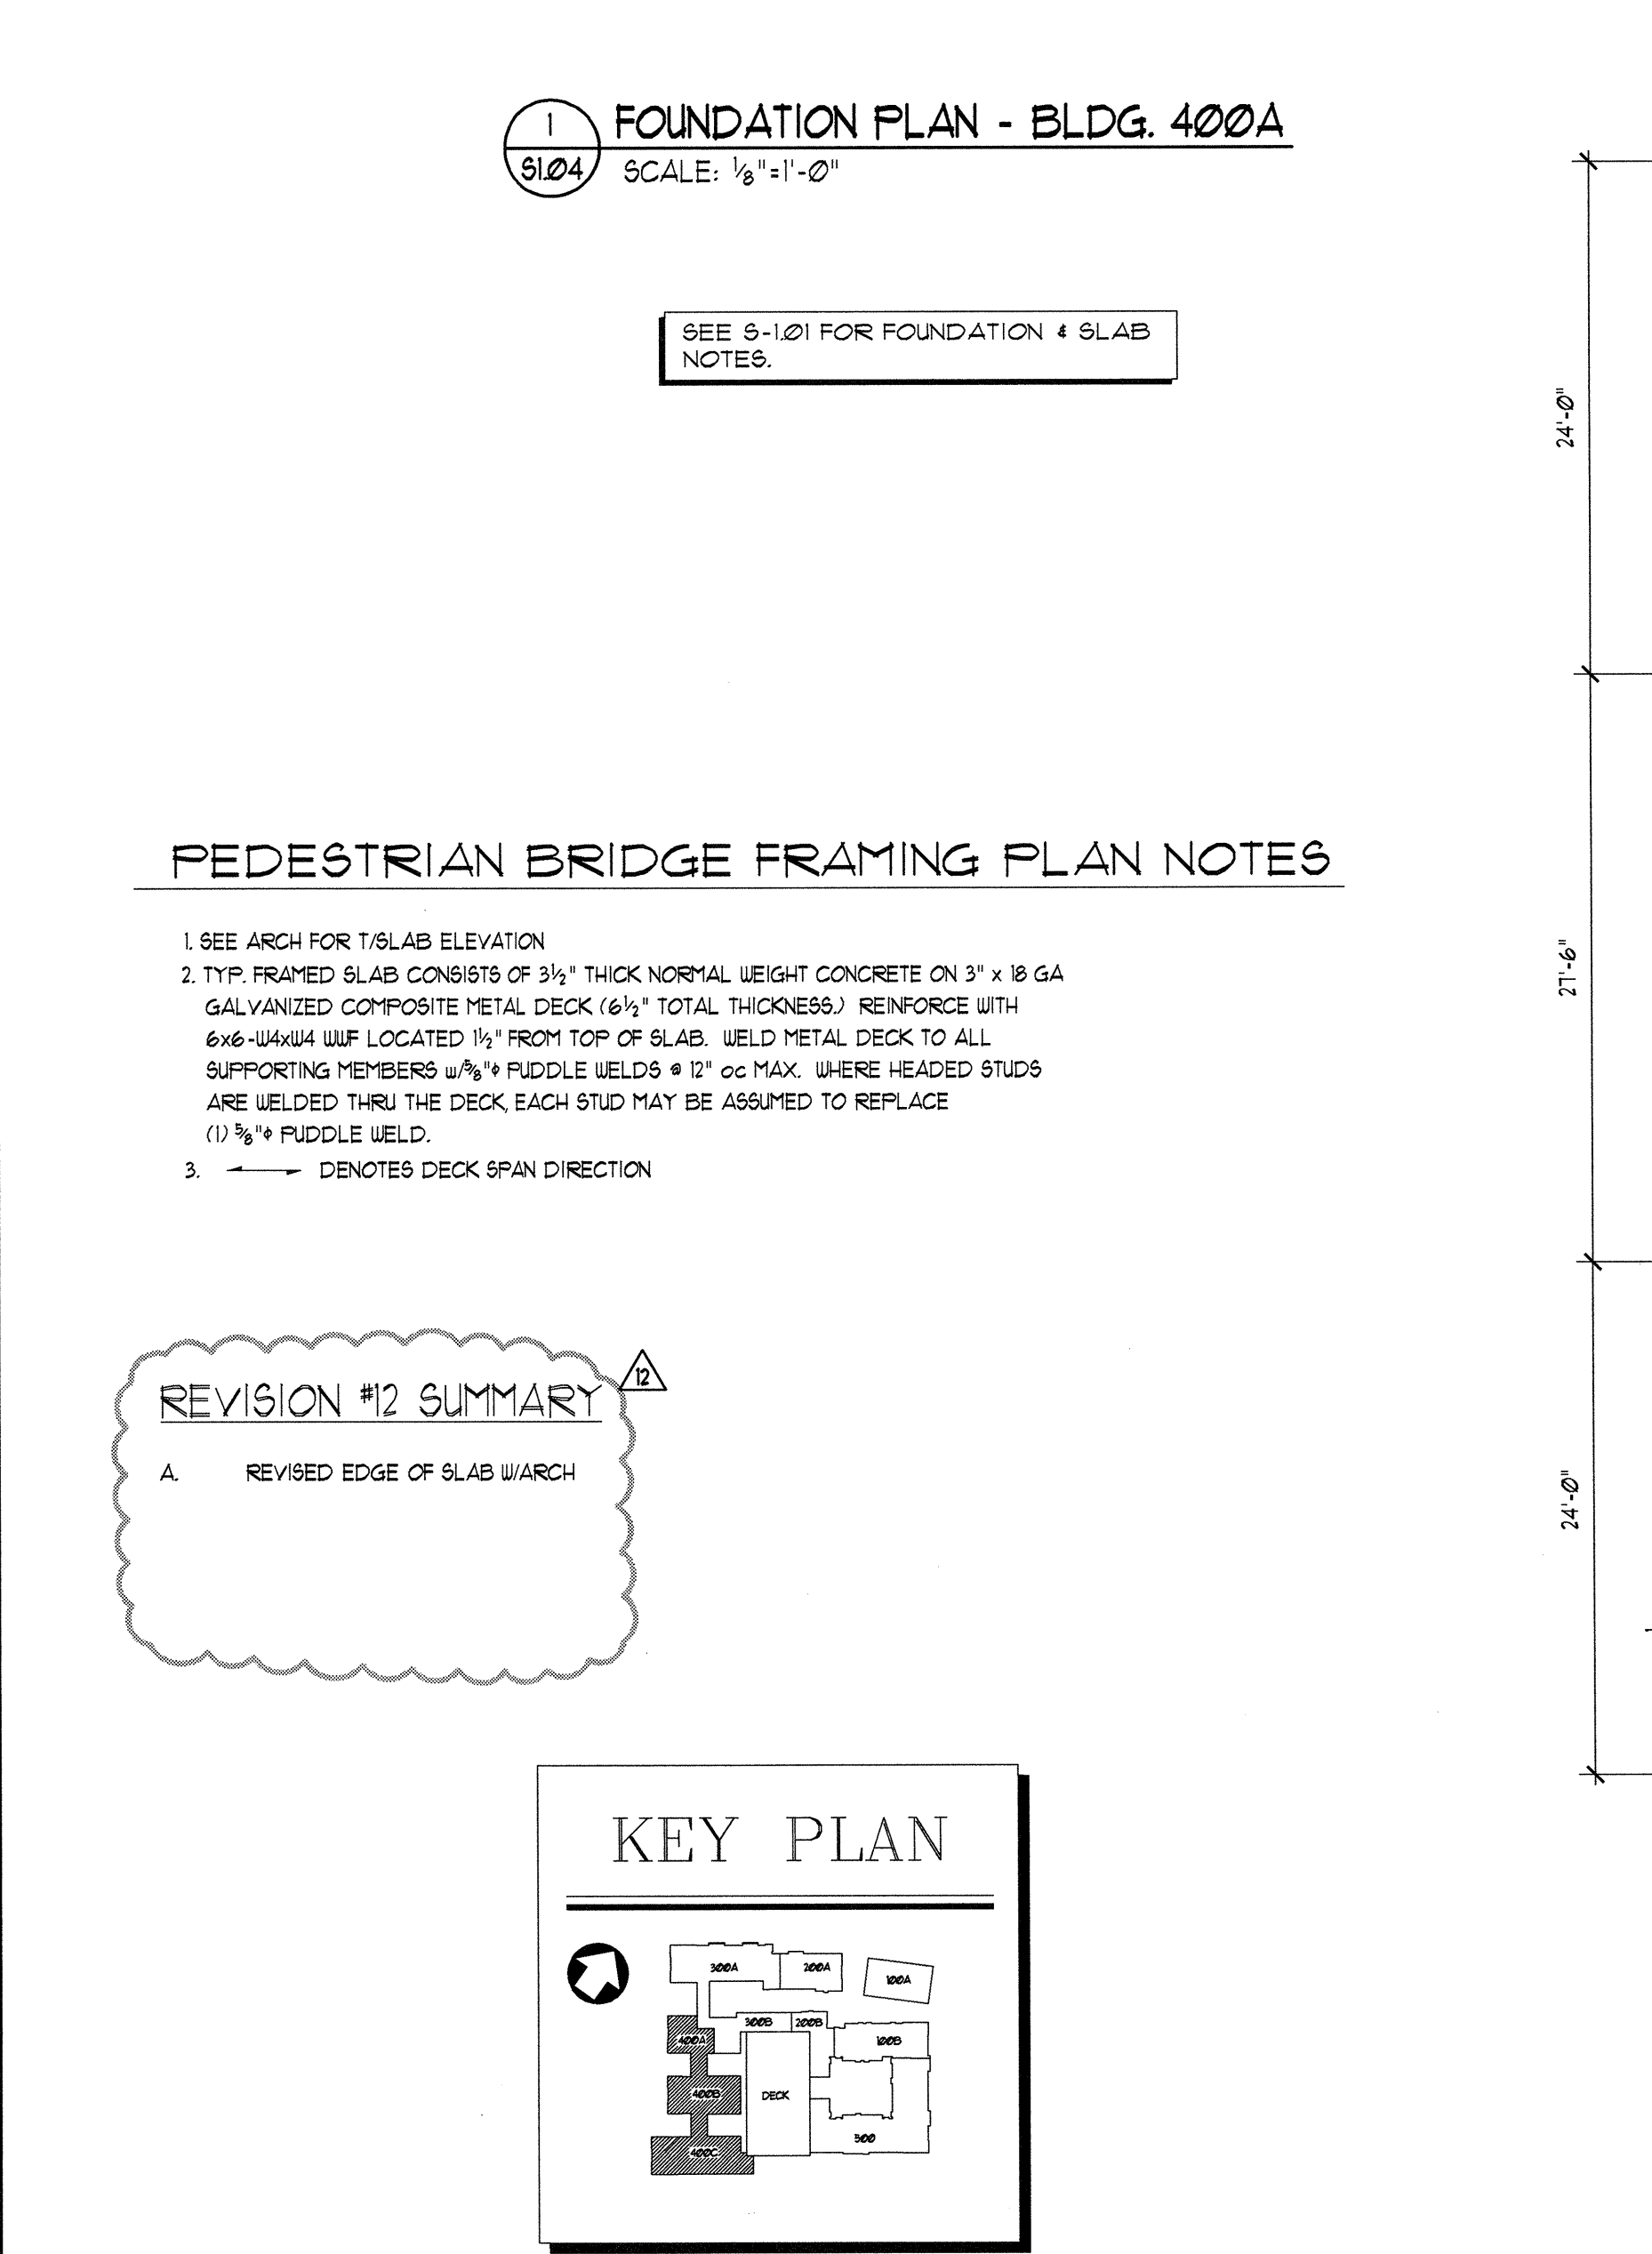 1
S1.04
FOUNDATION PLAN - BLDG. 400A
SCALE: 1/8"=1'-0"
SEE S-1.01 FOR FOUNDATION & SLAB
NOTES.
24'-0"
PEDESTRIAN BRIDGE FRAMING PLAN NOTES
1. SEE ARCH FOR T/SLAB ELEVATION
2. TYP. FRAMED SLAB CONSISTS OF 3½" THICK NORMAL WEIGHT CONCRETE ON 3" x 18 GA
GALVANIZED COMPOSITE METAL DECK (6½" TOTAL THICKNESS.) REINFORCE WITH
6x6-W4xW4 WWF LOCATED 1½" FROM TOP OF SLAB. WELD METAL DECK TO ALL
SUPPORTING MEMBERS w/⅝"ϕ PUDDLE WELDS @ 12" oc MAX. WHERE HEADED STUDS
ARE WELDED THRU THE DECK, EACH STUD MAY BE ASSUMED TO REPLACE
(1) ⅝"ϕ PUDDLE WELD.
3. DENOTES DECK SPAN DIRECTION
27'-6"
12
REVISION #12 SUMMARY
A. REVISED EDGE OF SLAB W/ARCH
24'-0"
KEY PLAN
300A
200A
100A
300B
200B
400A
100B
400B
DECK
500
400C